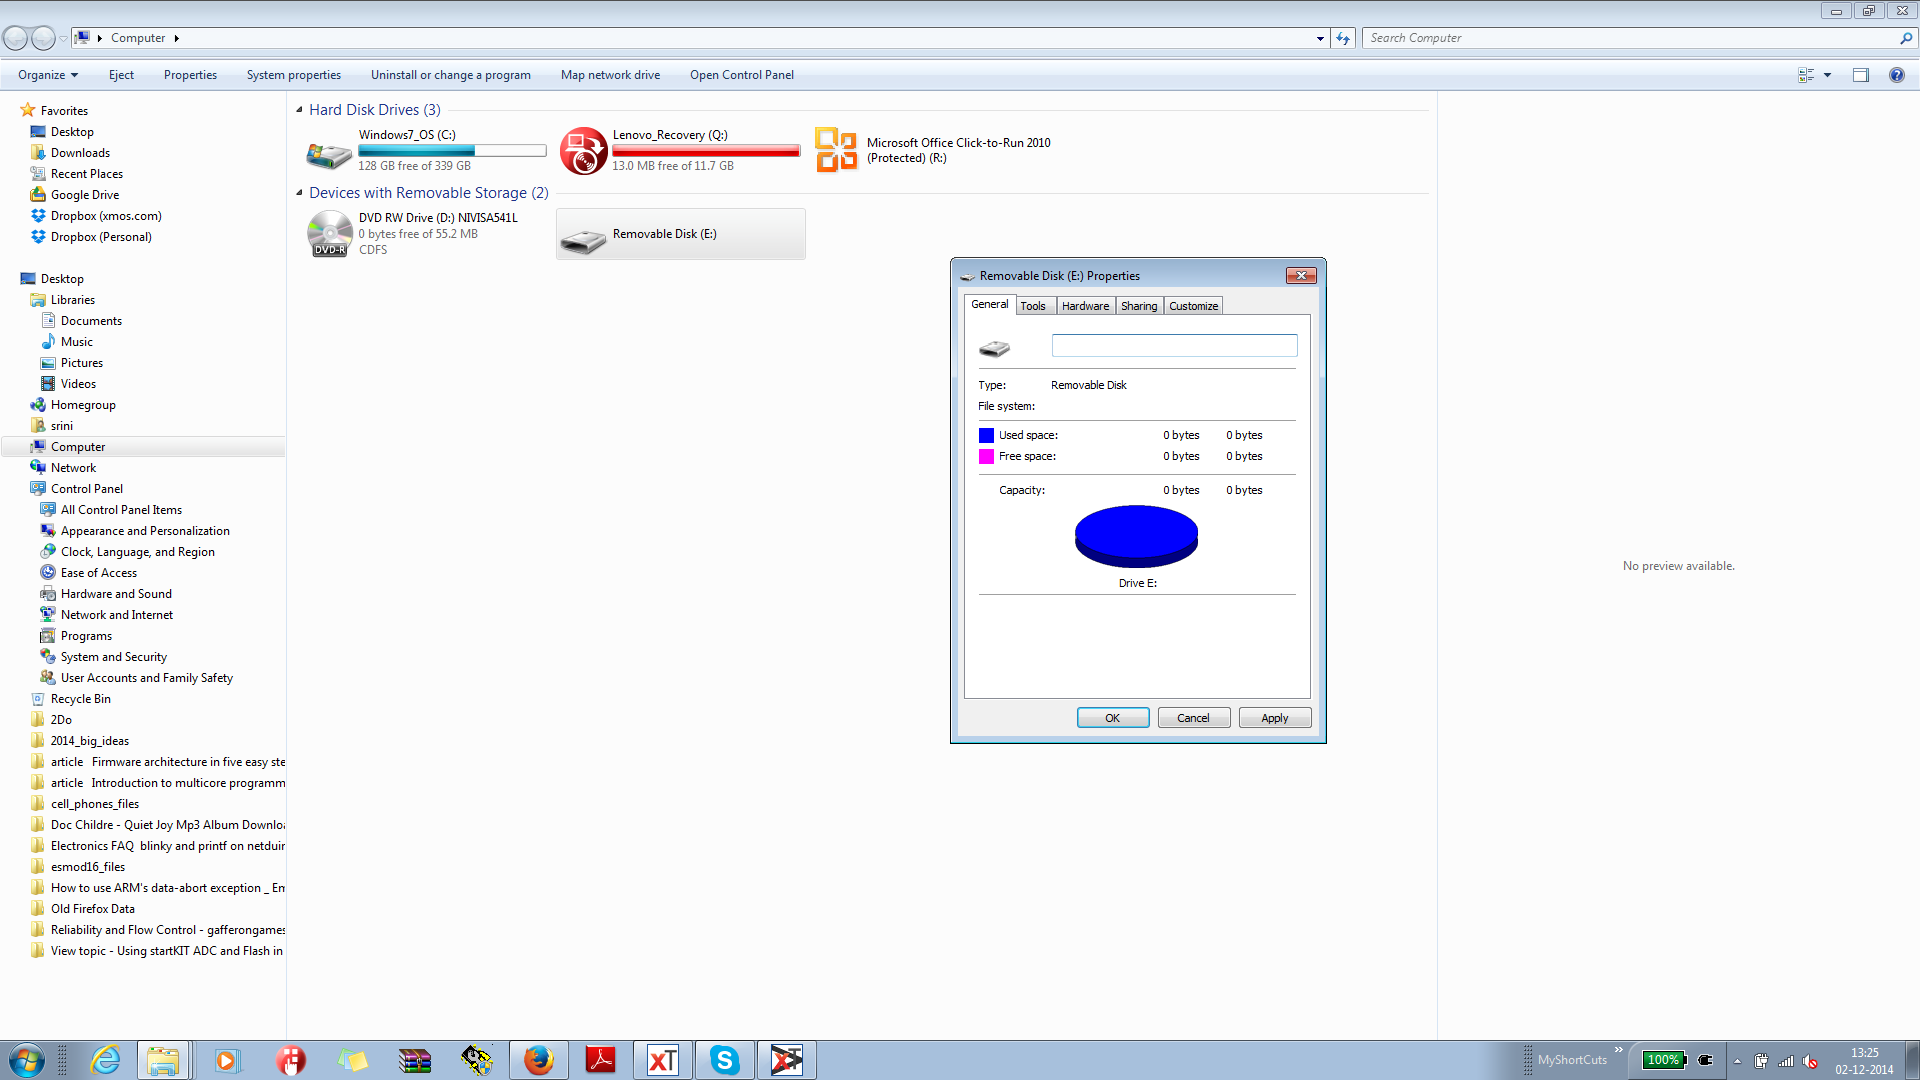 Computer
Search Computer
Organize
Eject
Properties
System properties
Uninstall or change a program
Map network drive
Open Control Panel
Favorites
Desktop
Downloads
Recent Places
Google Drive
Dropbox (xmos.com)
Dropbox (Personal)
Desktop
Libraries
Documents
Music
Pictures
Videos
Homegroup
srini
Computer
Network
Control Panel
All Control Panel Items
Appearance and Personalization
Clock, Language, and Region
Ease of Access
Hardware and Sound
Network and Internet
Programs
System and Security
User Accounts and Family Safety
Recycle Bin
2Do
2014_big_ideas
article Firmware architecture in five easy ste
article Introduction to multicore programm
cell_phones_files
Doc Childre - Quiet Joy Mp3 Album Downloa
Electronics FAQ blinky and printf on netduin
esmod16_files
How to use ARM's data-abort exception _ Em
Old Firefox Data
Reliability and Flow Control - gafferongames
View topic - Using startKIT ADC and Flash in
Hard Disk Drives (3)
Windows7_OS (C:)
128 GB free of 339 GB
Lenovo_Recovery (Q:)
13.0 MB free of 11.7 GB
Microsoft Office Click-to-Run 2010
(Protected) (R:)
Devices with Removable Storage (2)
DVD RW Drive (D:) NIVISA541L
0 bytes free of 55.2 MB
CDFS
DVD-R
Removable Disk (E:)
Removable Disk (E:) Properties
General
Tools
Hardware
Sharing
Customize
Type: Removable Disk
File system:
Used space: 0 bytes 0 bytes
Free space: 0 bytes 0 bytes
Capacity: 0 bytes 0 bytes
Drive E:
OK
Cancel
Apply
No preview available.
xT
MyShortCuts
100%
13:25
02-12-2014